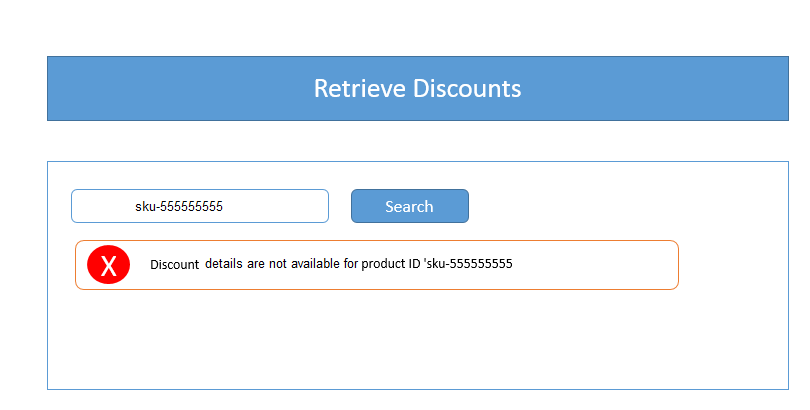 Retrieve Discounts
sku-555555555
Search
X
Discount details are not available for product ID 'sku-555555555